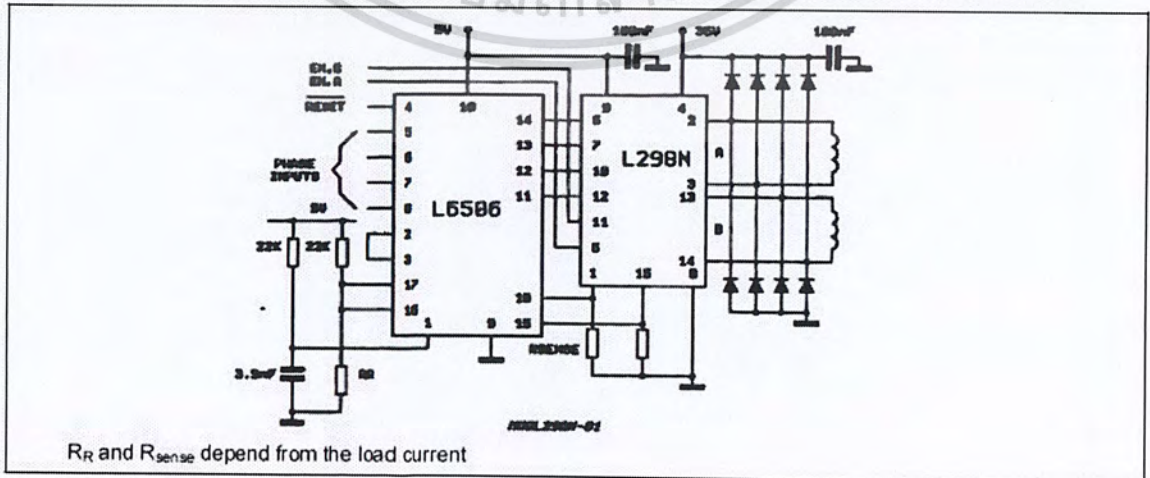 5V 100nF 36V 100nF
EN.B
EN.A
RESET
PHASE
INPUTS
4
5
6
7
8
2
3
17
16
1
9
10
14
13
12
11
18
15
L6506
6
7
10
12
11
5
9
4
2
3
13
14
1
15
8
L298N
A
B
5V
22K 22K
RSENSE
3.9nF
RR
R_R and R_sense depend from the load current